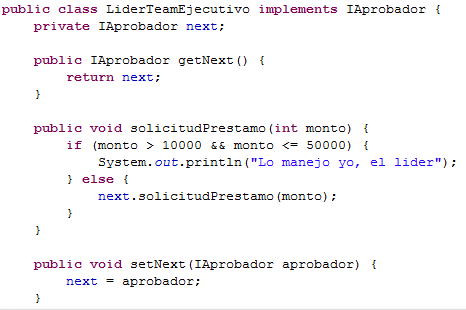 public class LiderTeamEjecutivo implements IAprobador {
    private IAprobador next;

    public IAprobador getNext() {
        return next;
    }

    public void solicitudPrestamo(int monto) {
        if (monto > 10000 && monto <= 50000) {
            System.out.println("Lo manejo yo, el lider");
        } else {
            next.solicitudPrestamo(monto);
        }
    }

    public void setNext(IAprobador aprobador) {
        next = aprobador;
    }